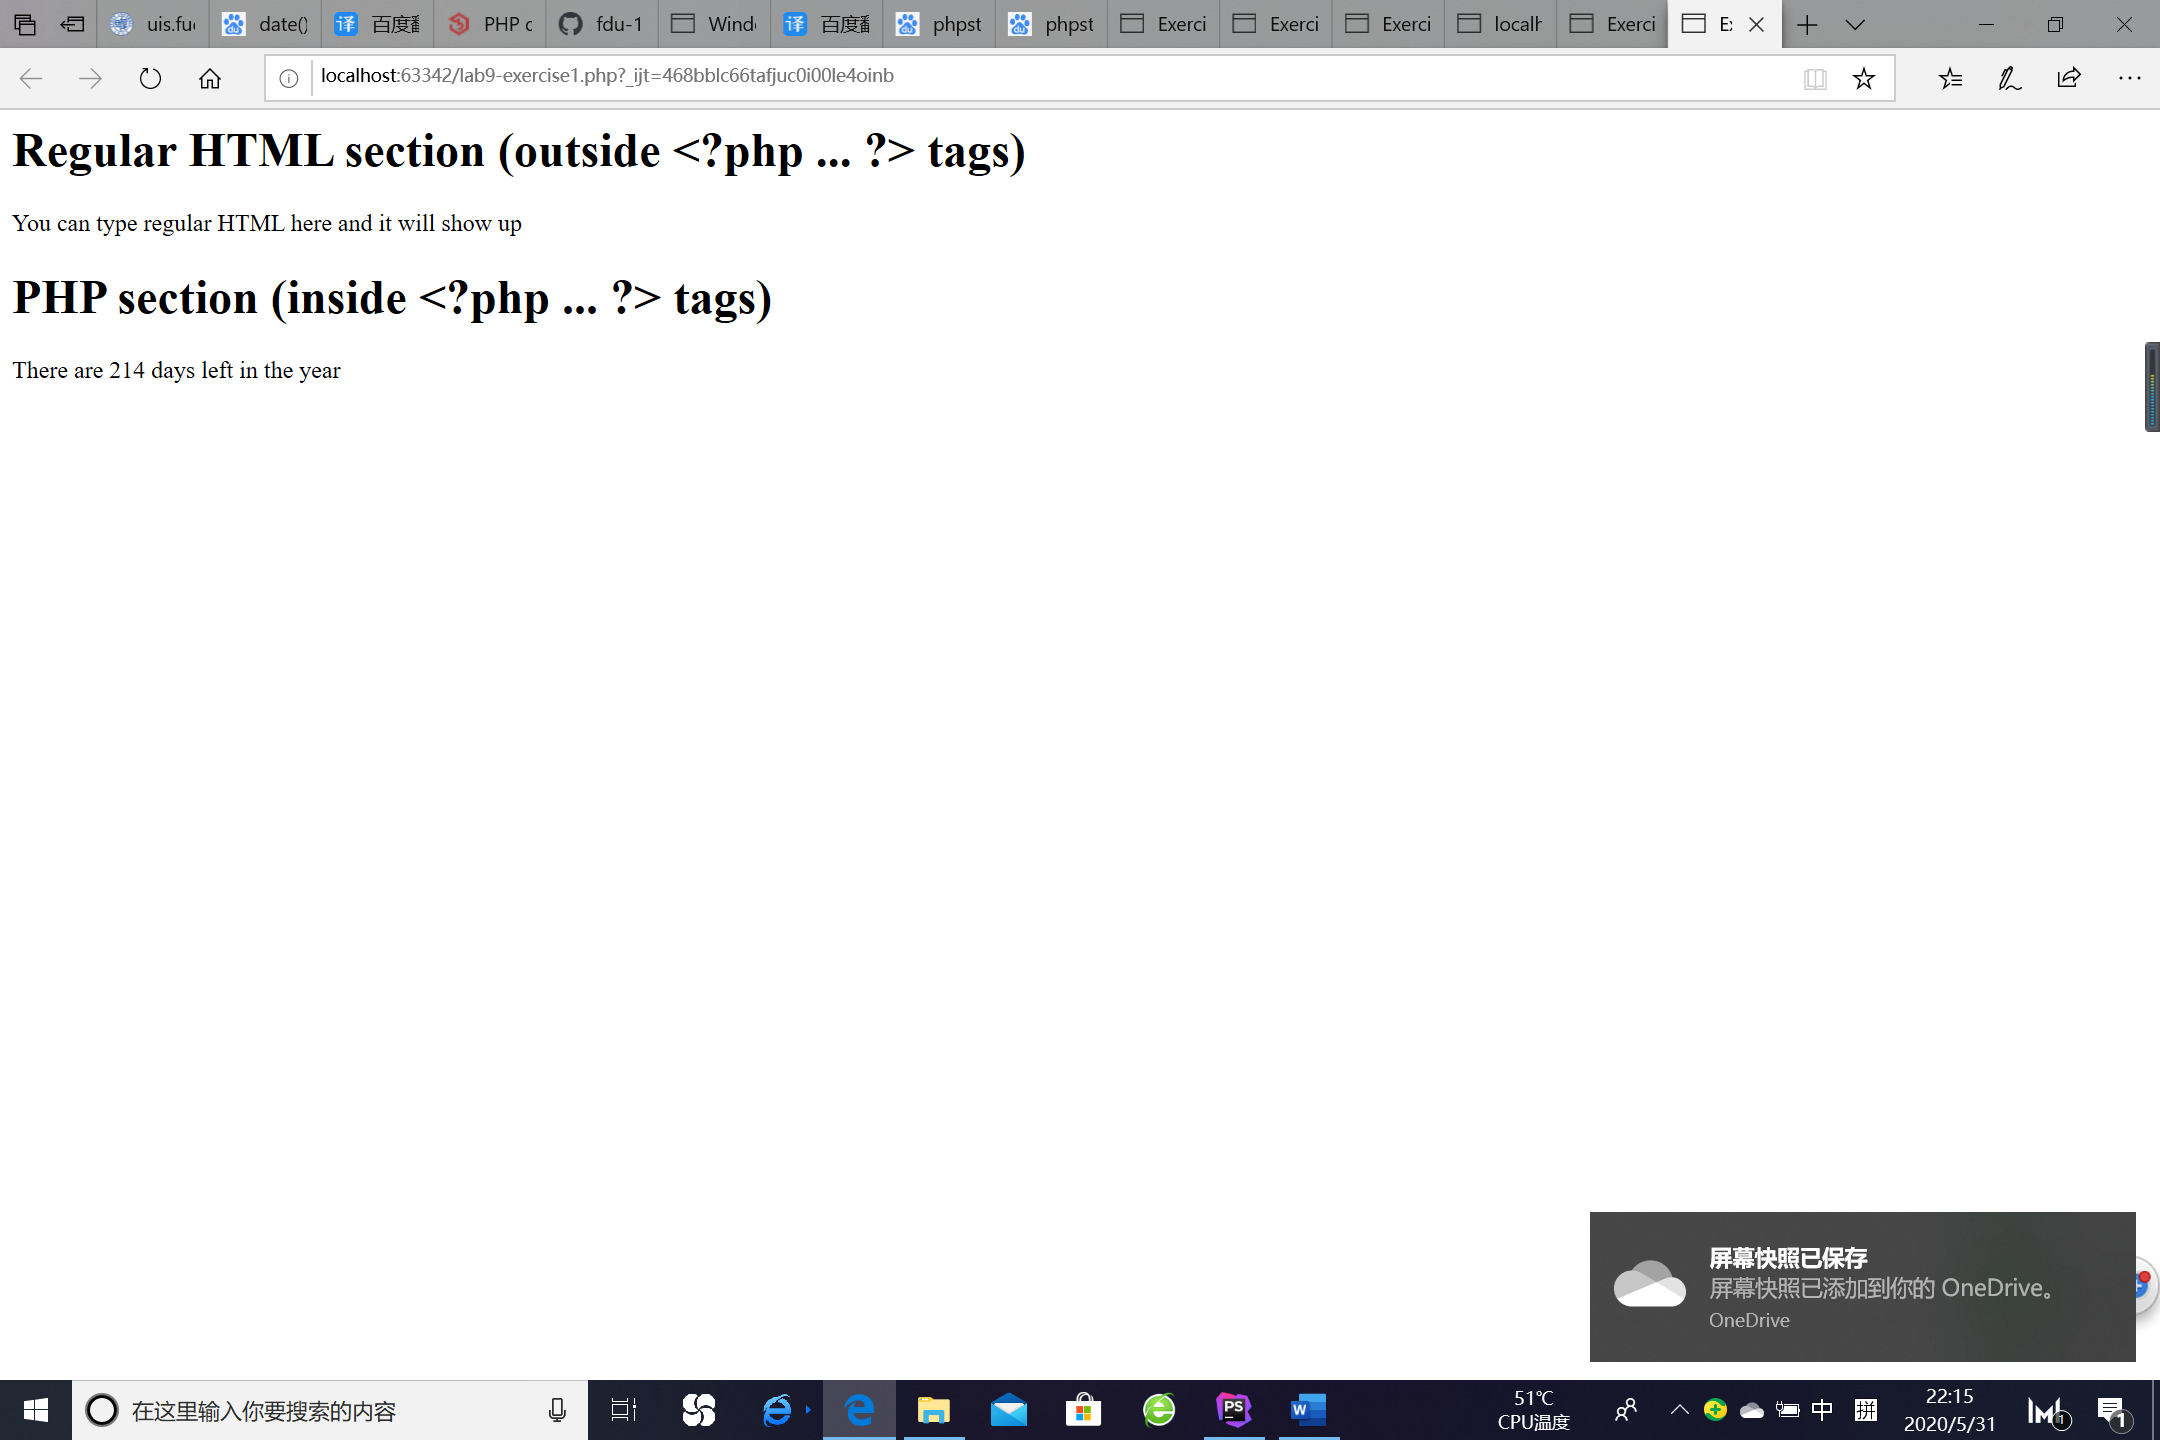 uis.fu
date()
百度翻
PHP c
fdu-1
Wind
百度翻
phpst
phpst
Exerci
Exerci
Exerci
localh
Exerci
E
localhost:63342/lab9-exercise1.php?_ijt=468bblc66tafjuc0i00le4oinb
Regular HTML section (outside <?php ... ?> tags)
You can type regular HTML here and it will show up
PHP section (inside <?php ... ?> tags)
There are 214 days left in the year
屏幕快照已保存
屏幕快照已添加到你的 OneDrive。
OneDrive
在这里输入你要搜索的内容
51℃
CPU温度
中
拼
22:15
2020/5/31
1
1